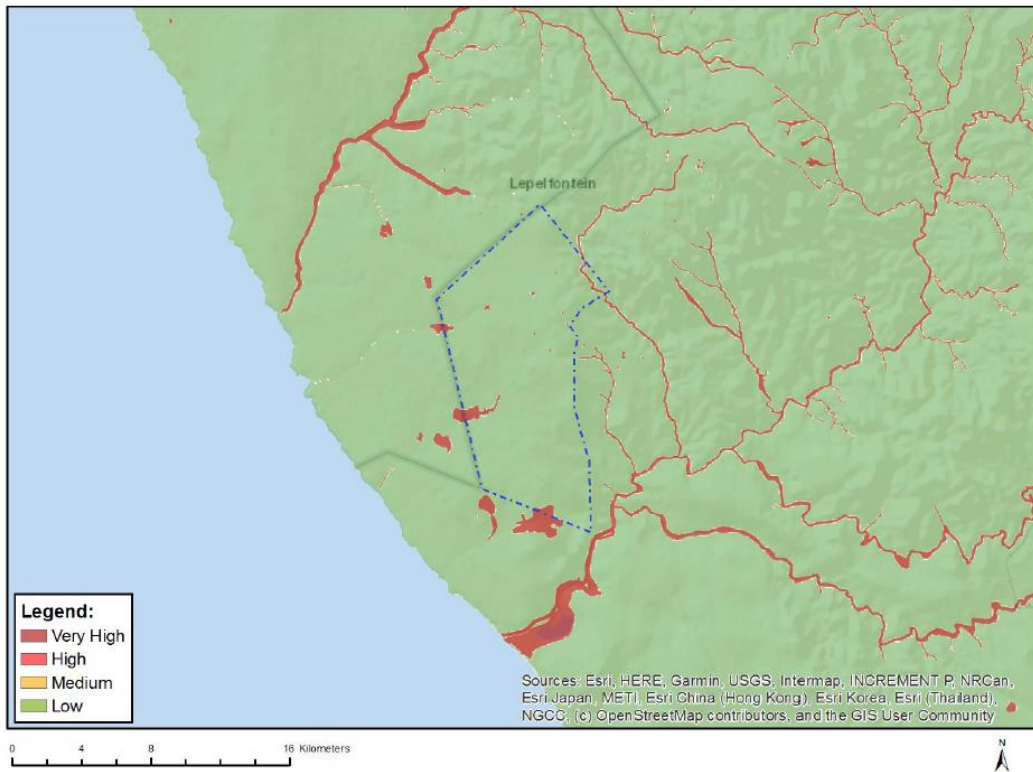 Lepelfontein
Legend:
Very High
High
Medium
Low
Sources: Esri, HERE, Garmin, USGS, Intermap, INCREMENT P, NRCan,
Esri Japan, METI, Esri China (Hong Kong), Esri Korea, Esri (Thailand),
NGCC, (c) OpenStreetMap contributors, and the GIS User Community
0 4 8 16 Kilometers
N